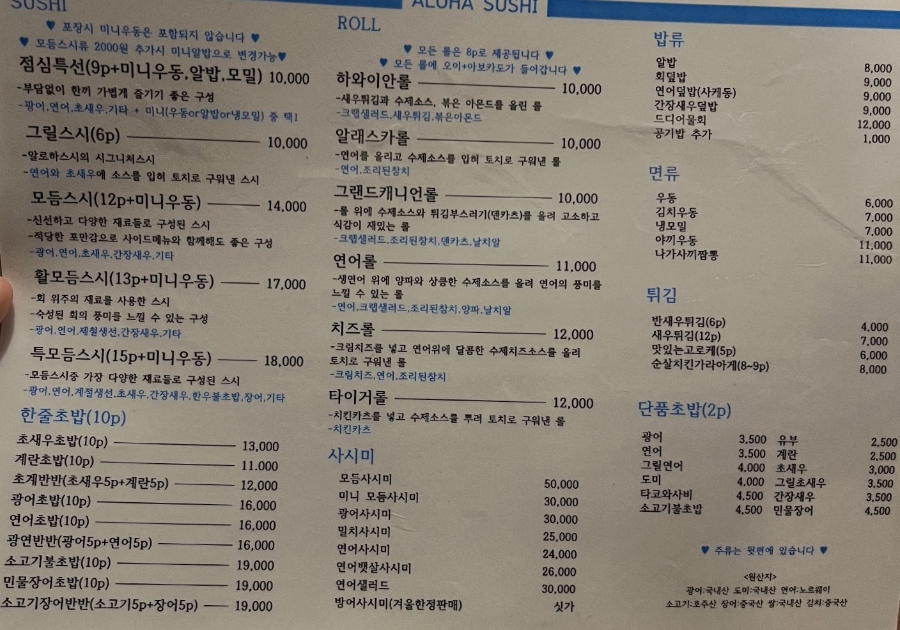 ALOHA SUSHI
SUSHI
♥ 포장시 미니우동은 포함되지 않습니다 ♥
♥ 모듬스시류 2000원 추가시 미니알밥으로 변경가능♥
점심특선(9p+미니우동,알밥,모밀) 10,000
-부담없이 한끼 가볍게 즐기기 좋은 구성
-광어,연어,초새우,기타 + 미니(우동or알밥or냉모밀) 중 택1
그릴스시(6p) 10,000
-알로하스시의 시그니쳐스시
-연어와 초새우에 소스를 입혀 토치로 구워낸 스시
모듬스시(12p+미니우동) 14,000
-신선하고 다양한 재료들로 구성된 스시
-적당한 포만감으로 사이드메뉴와 함께해도 좋은 구성
-광어,연어,초새우,간장새우,기타
활모듬스시(13p+미니우동) 17,000
-회 위주의 재료를 사용한 스시
-숙성된 회의 풍미를 느낄 수 있는 구성
-광어,연어,제철생선,간장새우,기타
특모듬스시(15p+미니우동) 18,000
-모듬스시중 가장 다양한 재료들로 구성된 스시
-광어,연어,계절생선,초새우,간장새우,한우불초밥,장어,기타
한줄초밥(10p)
초새우초밥(10p) 13,000
계란초밥(10p) 11.000
초계반반(초새우5p+계란5p) 12,000
광어초밥(10p) 16,000
연어초밥(10p) 16,000
광연반반(광어5p+연어5p) 16,000
소고기불초밥(10p) 19,000
민물장어초밥(10p) 19,000
소고기장어반반(소고기5p+장어5p) 19,000
ROLL
♥ 모든 롤은 8p로 제공됩니다 ♥
♥ 모든 롤에 오이+아보카도가 들어갑니다 ♥
하와이안롤 10,000
-새우튀김과 수제소스, 볶은 아몬드를 올린 롤
-크랩샐러드,새우튀김,볶은아몬드
알래스카롤 10,000
-연어를 올리고 수제소스를 입혀 토치로 구워낸 롤
-연어,조리된참치
그랜드캐니언롤 10,000
-롤 위에 수제소스와 튀김부스러기(덴카츠)를 올려 고소하고
식감이 재밌는 롤
-크랩샐러드,조리된참치,덴카츠,날치알
연어롤 11,000
-생연어 위에 양파와 상큼한 수제소스를 올려 연어의 풍미를
느낄 수 있는 롤
-연어,크랩샐러드,조리된참치,양파,날치알
치즈롤 12,000
-크림치즈를 넣고 연어위에 달콤한 수제치즈소스를 올려
토치로 구워낸 롤
-크림치즈,연어,조리된참치
타이거롤 12,000
-치킨카츠를 넣고 수제소스를 뿌려 토치로 구워낸 롤
-치킨카츠
사시미
모듬사시미 50,000
미니 모듬사시미 30,000
광어사시미 30,000
밀치사시미 25,000
연어사시미 24,000
연어뱃살사시미 26,000
연어샐러드 30,000
방어사시미(겨울한정판매) 싯가
밥류
알밥 8,000
회덮밥 9,000
연어덮밥(사케동) 9,000
간장새우덮밥 9,000
드디어물회 12,000
공기밥 추가 1,000
면류
우동 6,000
김치우동 7,000
냉모밀 7,000
야끼우동 11,000
나가사끼짬뽕 11,000
튀김
반새우튀김(6p) 4,000
새우튀김(12p) 7,000
맛있는고로케(5p) 6,000
순살치킨가라아게(8~9p) 8,000
단품초밥(2p)
광어 3,500 유부 2,500
연어 3.500 계란 2,500
그릴연어 4.000 초새우 3,000
도미 4,000 그릴초새우 3,500
타코와사비 4,500 간장새우 3,500
소고기불초밥 4,500 민물장어 4,500
♥ 주류는 뒷편에 있습니다 ♥
<원산지>
광어:국내산 도미:국내산 연어:노르웨이
소고기:호주산 장어:중국산 쌀:국내산 김치:중국산